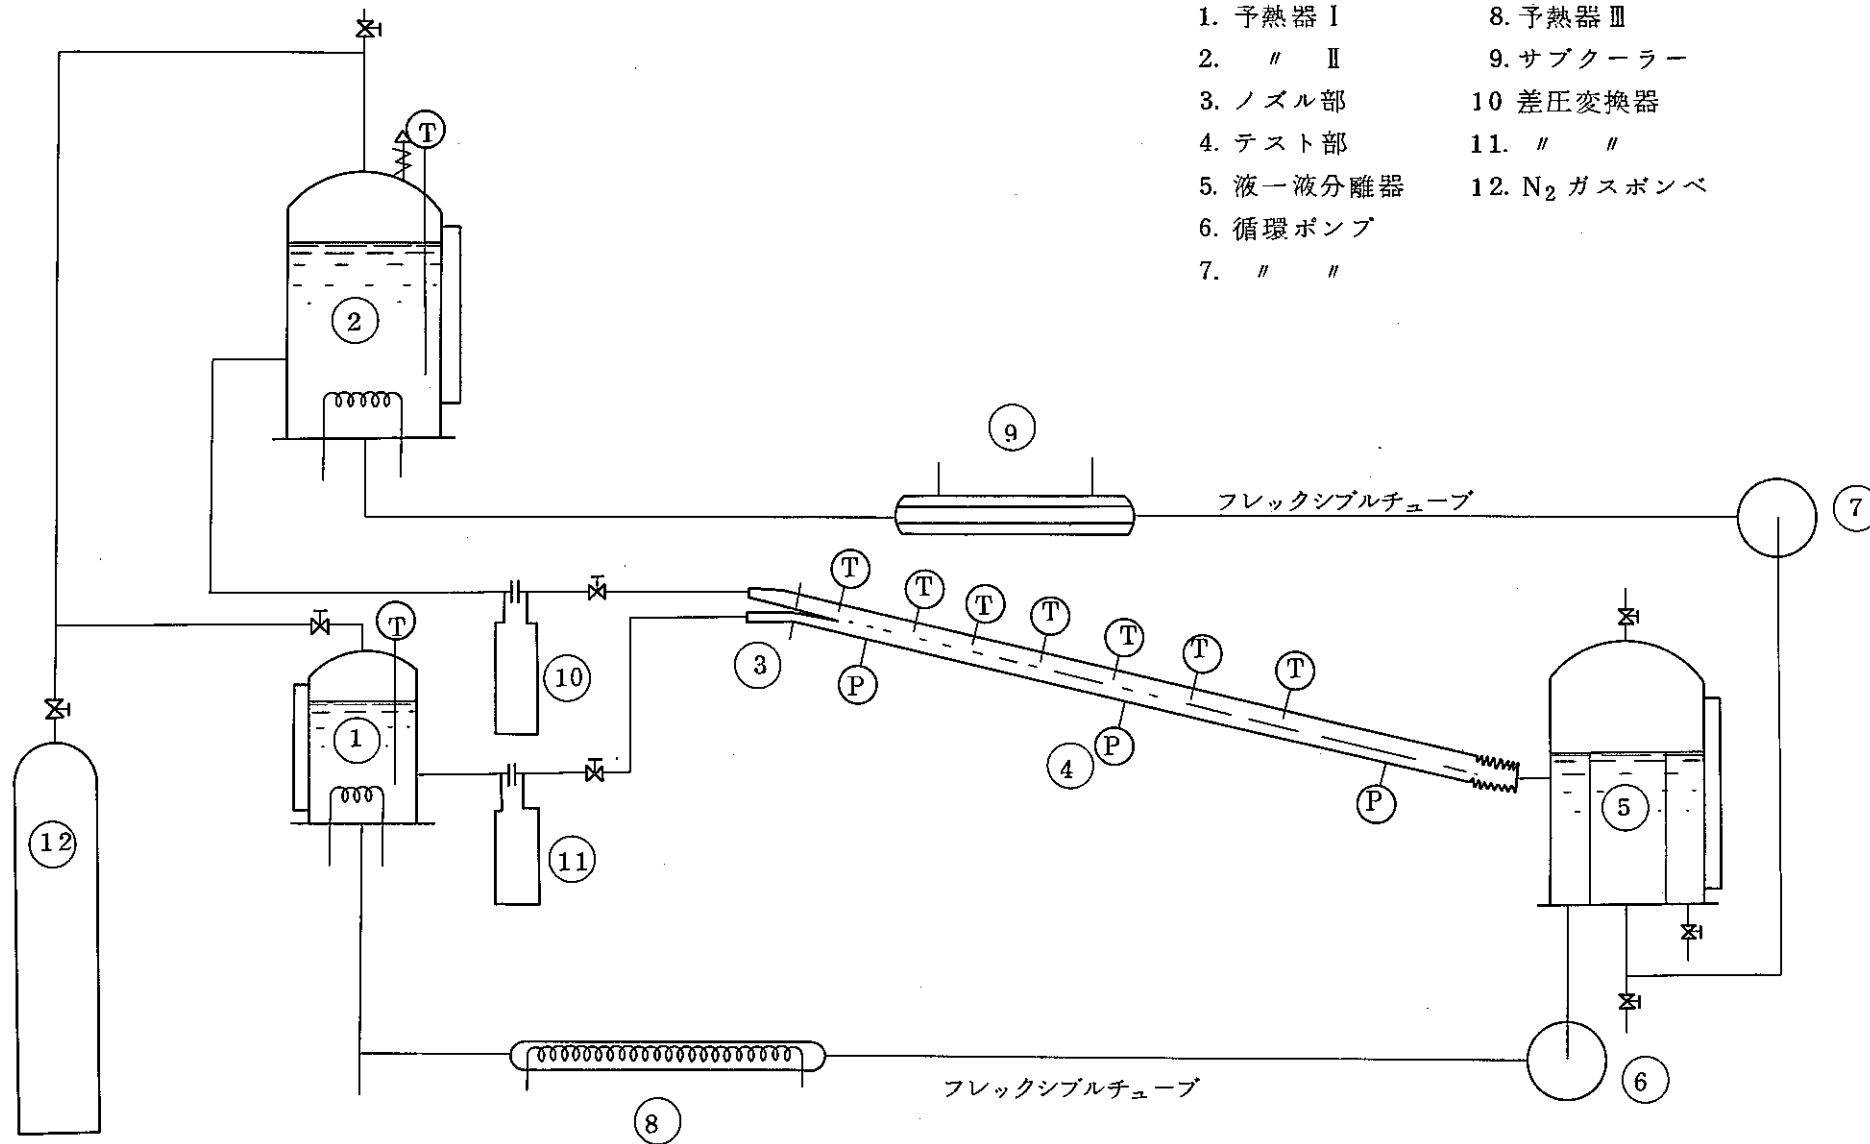 1. 予熱器 Ⅰ
2. 〃 Ⅱ
3. ノズル部
4. テスト部
5. 液ー液分離器
6. 循環ポンプ
7. 〃 〃
8. 予熱器 Ⅲ
9. サブクーラー
10 差圧変換器
11. 〃 〃
12. N₂ ガスボンベ
T
2
9
フレックシブルチューブ
7
T
T
T
T
T
T
T
T
3
P
10
4
P
P
1
11
5
12
フレックシブルチューブ
6
8